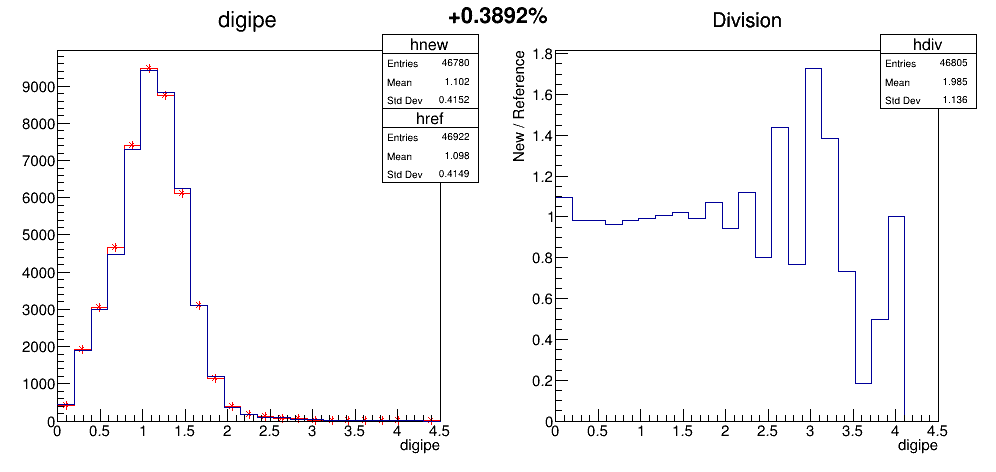 digipe
+0.3892%
Division
hnew
Entries 46780
Mean 1.102
Std Dev 0.4152
href
Entries 46922
Mean 1.098
Std Dev 0.4149
9000
8000
7000
6000
5000
4000
3000
2000
1000
0
0 0.5 1 1.5 2 2.5 3 3.5 4 4.5
digipe
hdiv
Entries 46805
Mean 1.985
Std Dev 1.136
New / Reference
1.8
1.6
1.4
1.2
1
0.8
0.6
0.4
0.2
0
0 0.5 1 1.5 2 2.5 3 3.5 4 4.5
digipe